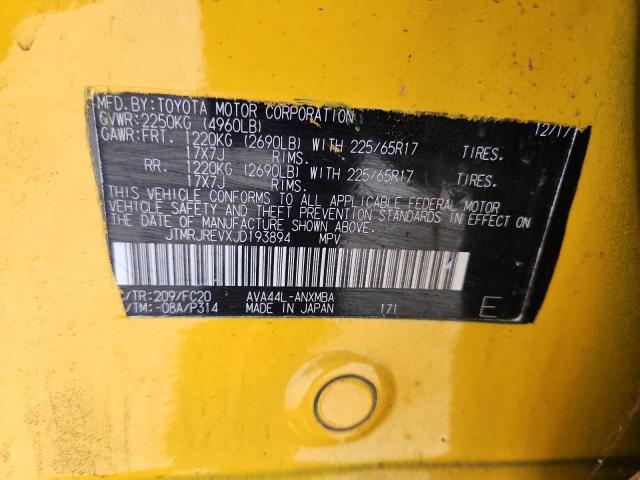 MFD.BY:TOYOTA MOTOR CORPORATION 12/17
GVWR:2250KG (4960LB)
GAWR:FRT. 1220KG (2690LB) WITH 225/65R17 TIRES.
17X7J RIMS.
RR. 1220KG (2690LB) WITH 225/65R17 TIRES.
17X7J RIMS.
THIS VEHICLE CONFORMS TO ALL APPLICABLE FEDERAL MOTOR
VEHICLE SAFETY AND THEFT PREVENTION STANDARDS IN EFFECT ON
THE DATE OF MANUFACTURE SHOWN ABOVE.
JTMRJREVXJD193894 MPV
C/TR:209/FC20 AVA44L-ANXMBA
/TM:-08A/P314 MADE IN JAPAN 171 E